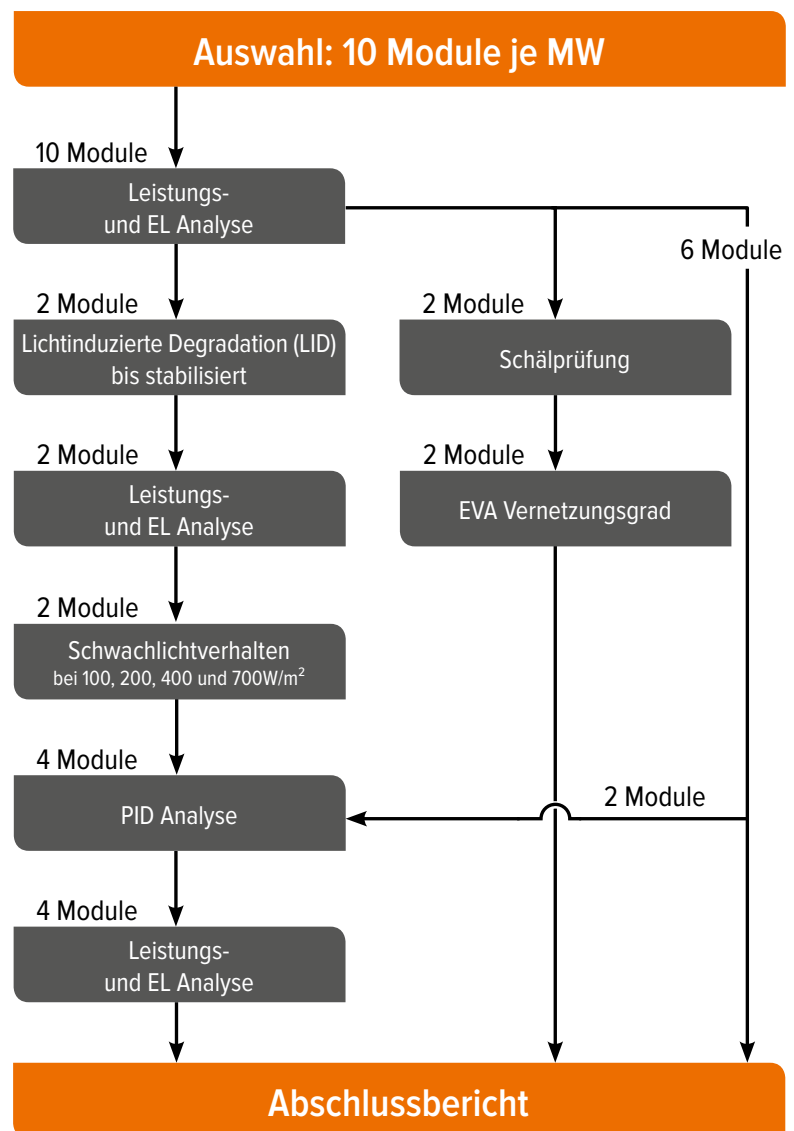 Auswahl: 10 Module je MW
10 Module
Leistungs-
und EL Analyse
6 Module
2 Module
Lichtinduzierte Degradation (LID)
bis stabilisiert
2 Module
Schälprüfung
2 Module
Leistungs-
und EL Analyse
2 Module
EVA Vernetzungsgrad
2 Module
Schwachlichtverhalten
bei 100, 200, 400 und 700W/m²
4 Module
PID Analyse
2 Module
4 Module
Leistungs-
und EL Analyse
Abschlussbericht